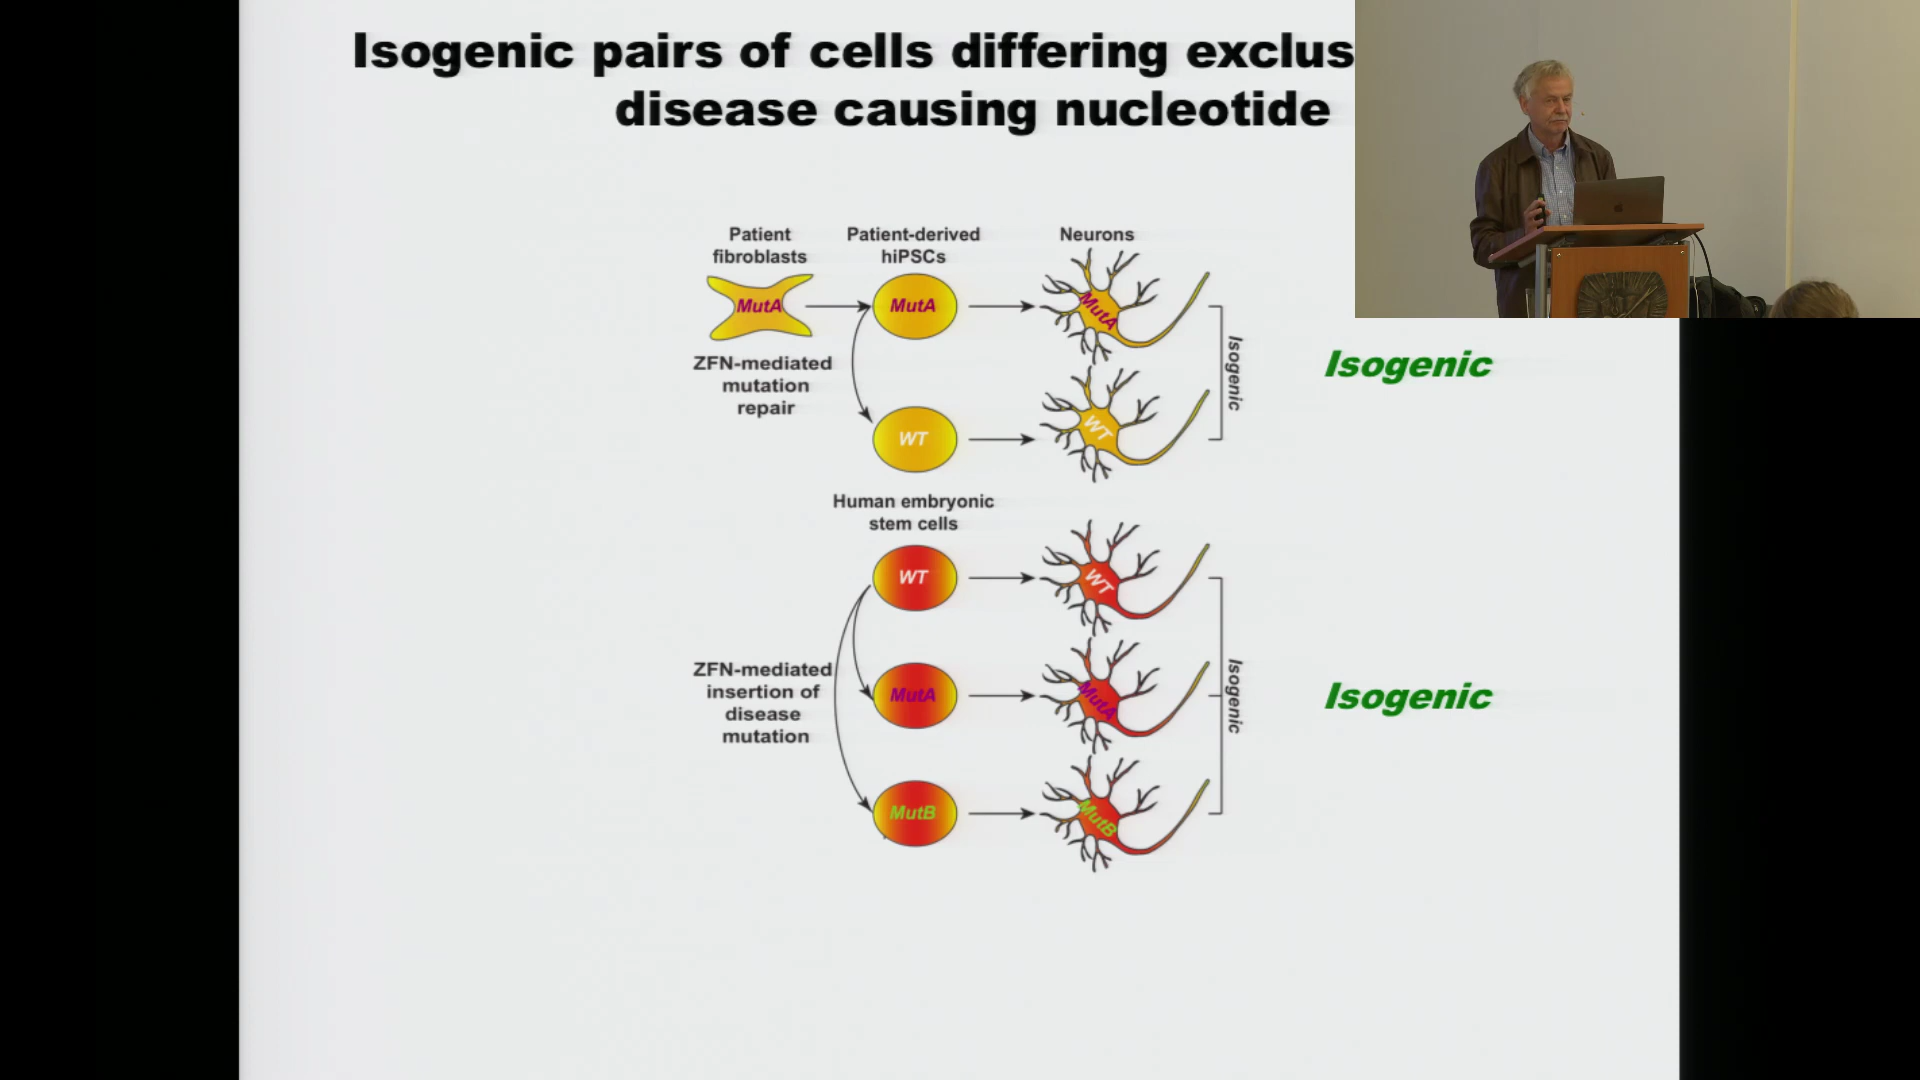 Isogenic pairs of cells differing
disease causing nucleotide
Patient
fibroblasts
Patient-derived
hiPSCs
Neurons
MutA
MutA
MutA
ZFN-mediated
mutation
repair
WT
WT
Isogenic
Isogenic
Human embryonic
stem cells
WT
WT
ZFN-mediated
insertion of
disease
mutation
MutA
MutA
Isogenic
Isogenic
MutB
MutB